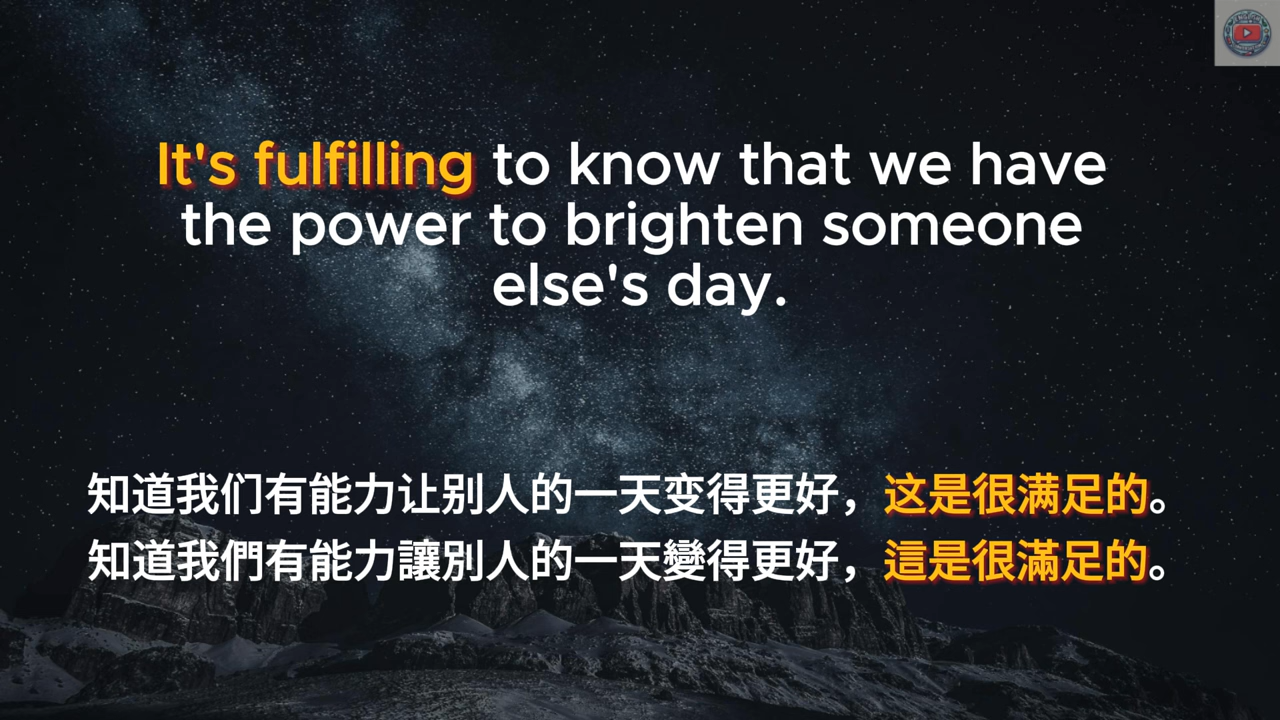 It's fulfilling to know that we have
the power to brighten someone
else's day.
知道我们有能力让别人的一天变得更好，这是很满足的。
知道我們有能力讓別人的一天變得更好，這是很滿足的。